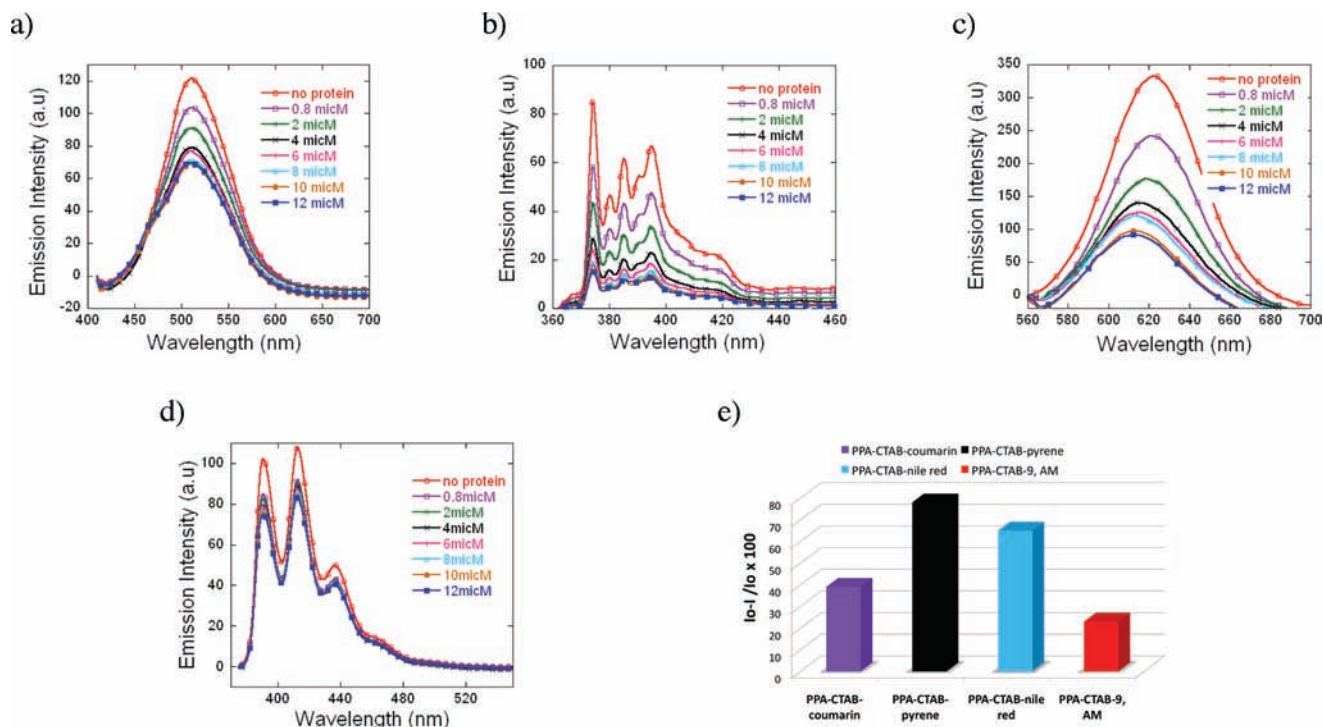 a)
Emission Intensity (a.u)
120
100
80
60
40
20
0
-20
400 450 500 550 600 650 700
Wavelength (nm)
no protein
0.8 micM
2 micM
4 micM
6 micM
8 micM
10 micM
12 micM
b)
Emission Intensity (a.u)
100
80
60
40
20
0
360 380 400 420 440 460
Wavelength (nm)
no protein
0.8 micM
2 micM
4 micM
6 micM
8 micM
10 micM
12 micM
c)
Emission Intensity (a.u)
350
300
250
200
150
100
50
0
560 580 600 620 640 660 680 700
Wavelength (nm)
no protein
0.8 micM
2 micM
4 micM
6 micM
8 micM
10 micM
12 micM
d)
Emission Intensity (a.u)
100
80
60
40
20
0
400 440 480 520
Wavelength (nm)
no protein
0.8micM
2micM
4micM
6micM
8micM
10micM
12micM
e)
PPA-CTAB-coumarin PPA-CTAB-pyrene
PPA-CTAB-nile red PPA-CTAB-9, AM
Io-I /Io x 100
80
70
60
50
40
30
20
10
0
PPA-CTAB-
coumarin
PPA-CTAB-
pyrene
PPA-CTAB-nile
red
PPA-CTAB-9,
AM